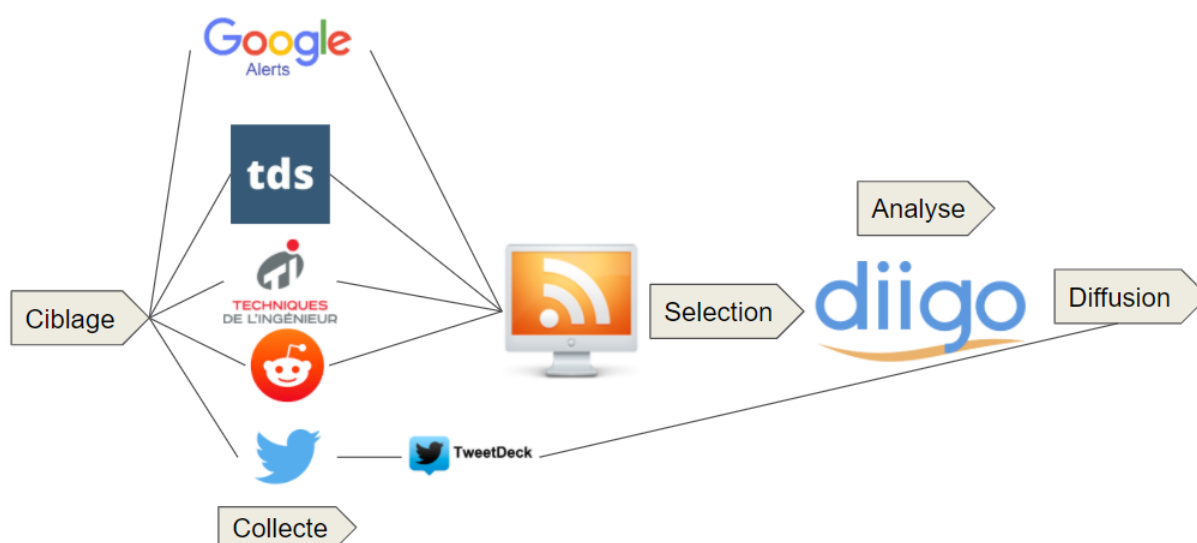 Google
Alerts
tds
TECHNIQUES
DE L'INGÉNIEUR
Ciblage
TweetDeck
Collecte
Selection
Analyse
diigo
Diffusion